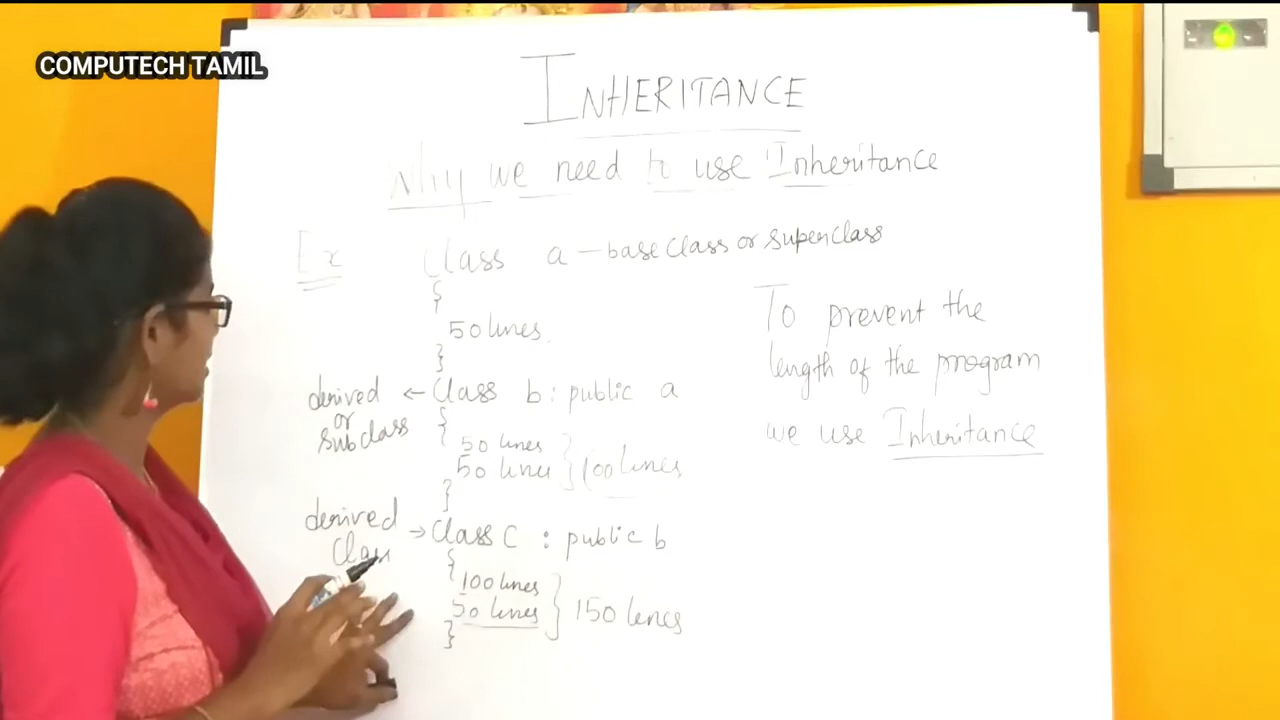 COMPUTECH TAMIL
INHERITANCE
Why we need to use Inheritance
Ex Class a - base class or superclass
{
50 lines.
}
derived or subclass ← Class b : public a
{
50 lines
50 lines } 100 lines
}
derived class → Class C : public b
{
100 lines
50 lines } 150 lines
}
To prevent the
length of the program
we use Inheritance